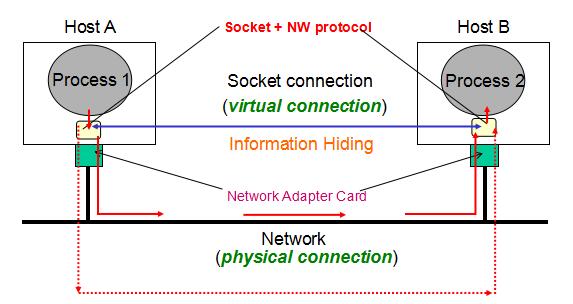 Host A
Socket + NW protocol
Host B
Process 1
Socket connection
(virtual connection)
Process 2
Information Hiding
Network Adapter Card
Network
(physical connection)